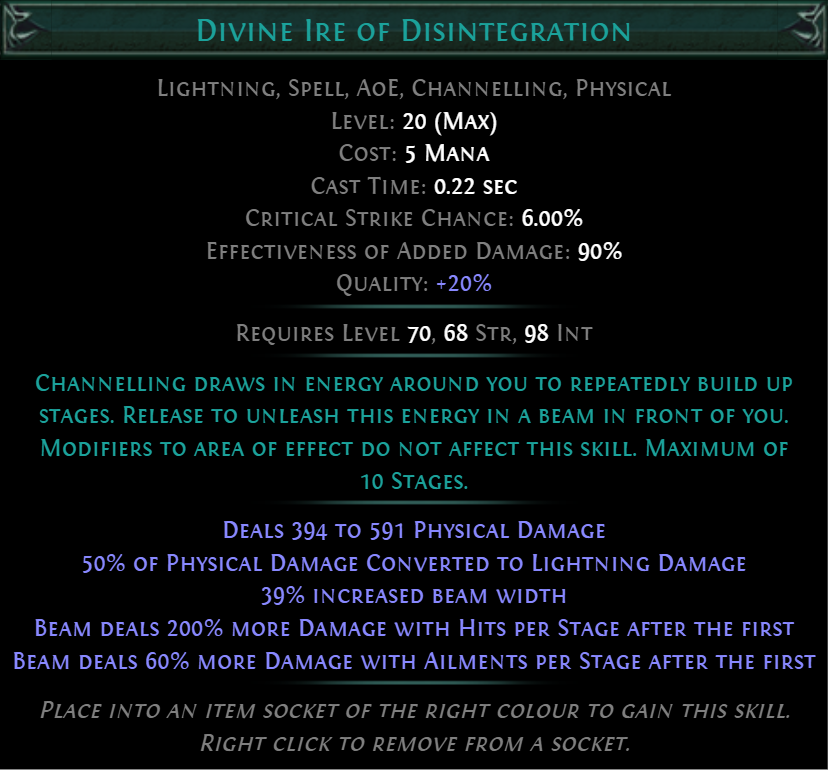 Divine Ire of Disintegration
Lightning, Spell, AoE, Channelling, Physical
Level: 20 (Max)
Cost: 5 Mana
Cast Time: 0.22 sec
Critical Strike Chance: 6.00%
Effectiveness of Added Damage: 90%
Quality: +20%
Requires Level 70, 68 Str, 98 Int
Channelling draws in energy around you to repeatedly build up
stages. Release to unleash this energy in a beam in front of you.
Modifiers to area of effect do not affect this skill. Maximum of
10 Stages.
Deals 394 to 591 Physical Damage
50% of Physical Damage Converted to Lightning Damage
39% increased beam width
Beam deals 200% more Damage with Hits per Stage after the first
Beam deals 60% more Damage with Ailments per Stage after the first
Place into an item socket of the right colour to gain this skill.
Right click to remove from a socket.